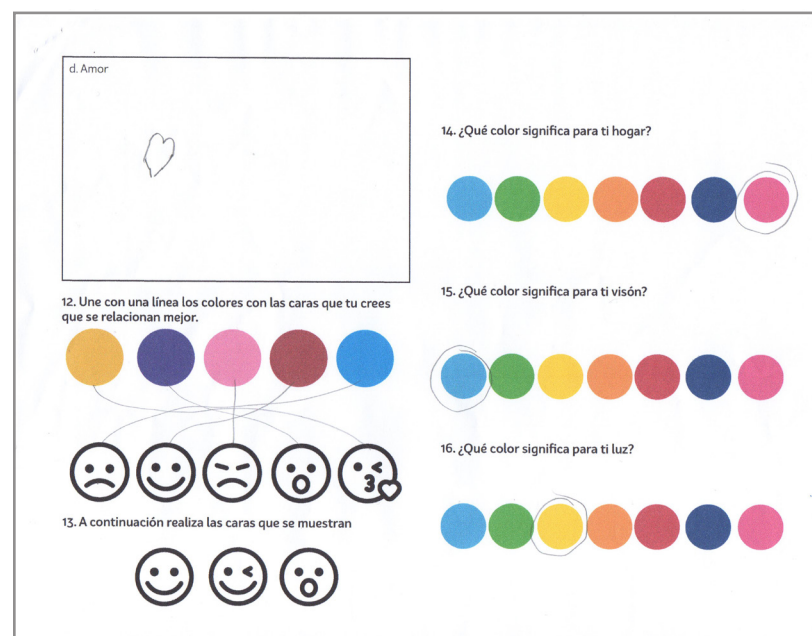 d. Amor
12. Une con una línea los colores con las caras que tu crees
que se relacionan mejor.
13. A continuación realiza las caras que se muestran
14. ¿Qué color significa para ti hogar?
15. ¿Qué color significa para ti visón?
16. ¿Qué color significa para ti luz?